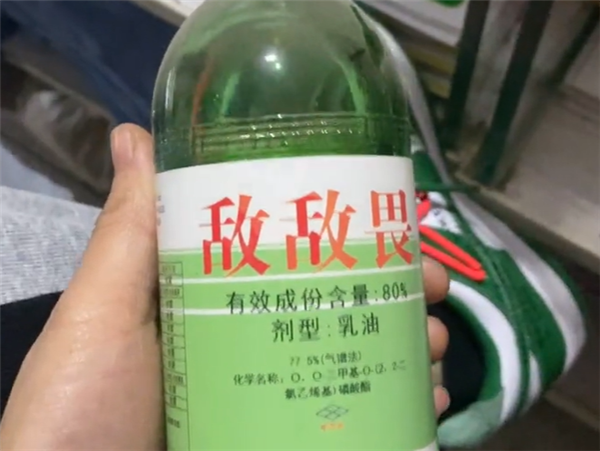 敌敌畏
有效成份含量:80%
剂型:乳油
77.5%(气谱法)
化学名称: O, O-二甲基-O-(2, 2-二
氯乙烯基)磷酸酯